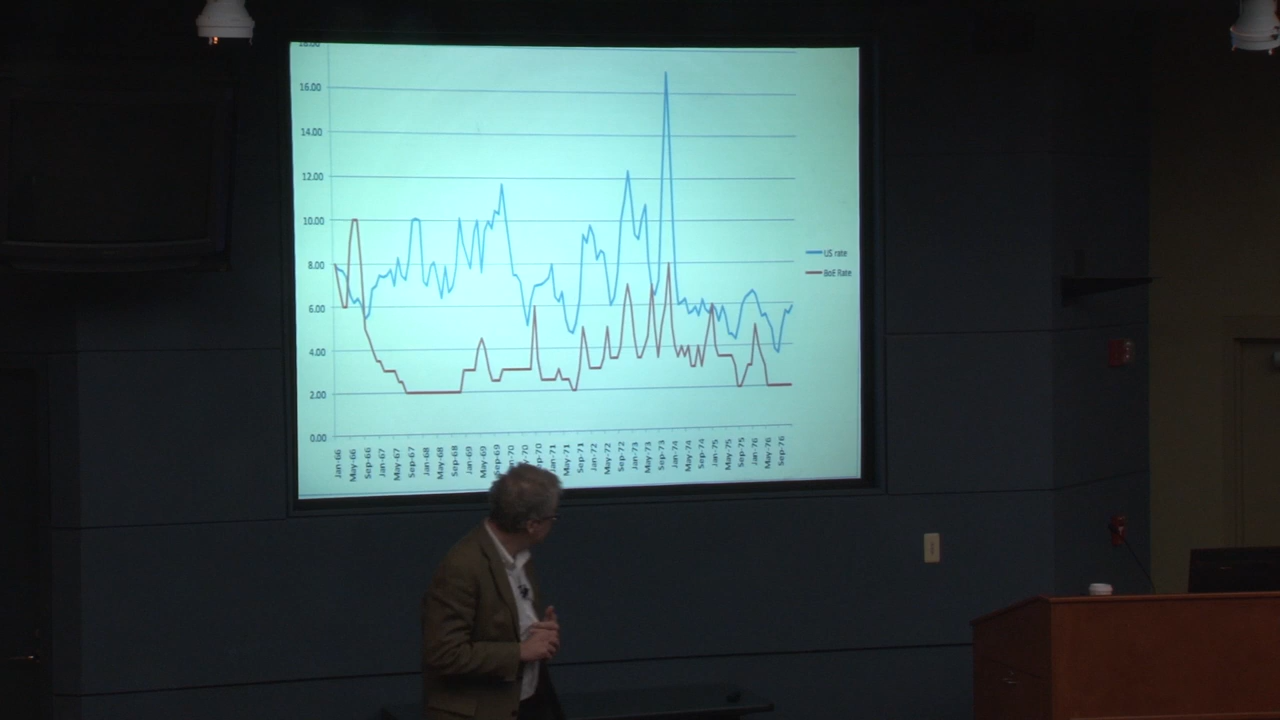 18.00
16.00
14.00
12.00
10.00
8.00
6.00
4.00
2.00
0.00
US rate
BoE Rate
Jan-66
May-66
Sep-66
Jan-67
May-67
Sep-67
Jan-68
May-68
Sep-68
Jan-69
May-69
Sep-69
Jan-70
y-70
p-70
Jan-71
May-71
Sep-71
Jan-72
May-72
Sep-72
Jan-73
May-73
Sep-73
Jan-74
May-74
Sep-74
Jan-75
May-75
Sep-75
Jan-76
May-76
Sep-76